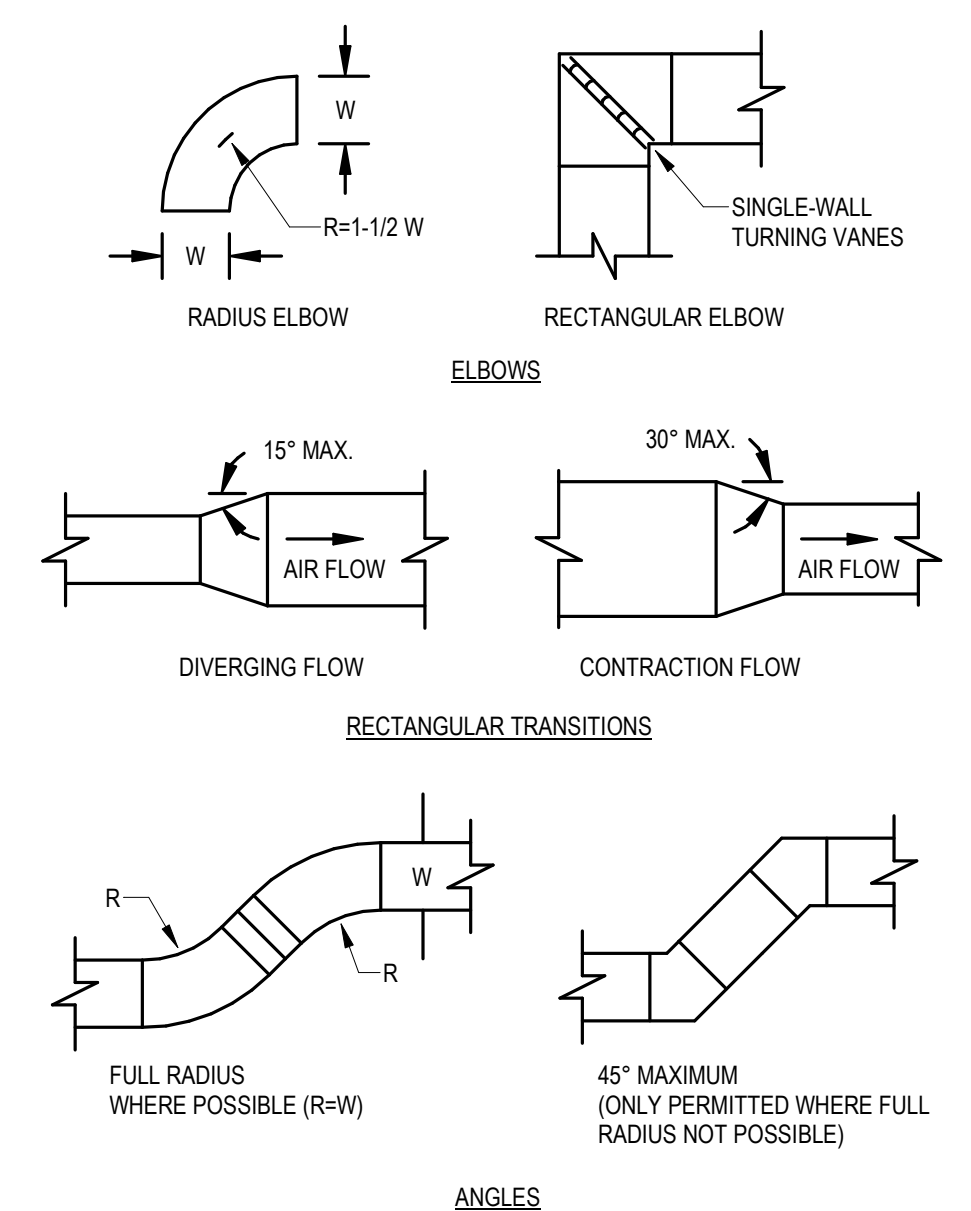 W
R=1-1/2 W
W
RADIUS ELBOW
SINGLE-WALL
TURNING VANES
RECTANGULAR ELBOW
ELBOWS
15° MAX.
AIR FLOW
DIVERGING FLOW
30° MAX.
AIR FLOW
CONTRACTION FLOW
RECTANGULAR TRANSITIONS
R
W
R
FULL RADIUS
WHERE POSSIBLE (R=W)
45° MAXIMUM
(ONLY PERMITTED WHERE FULL
RADIUS NOT POSSIBLE)
ANGLES